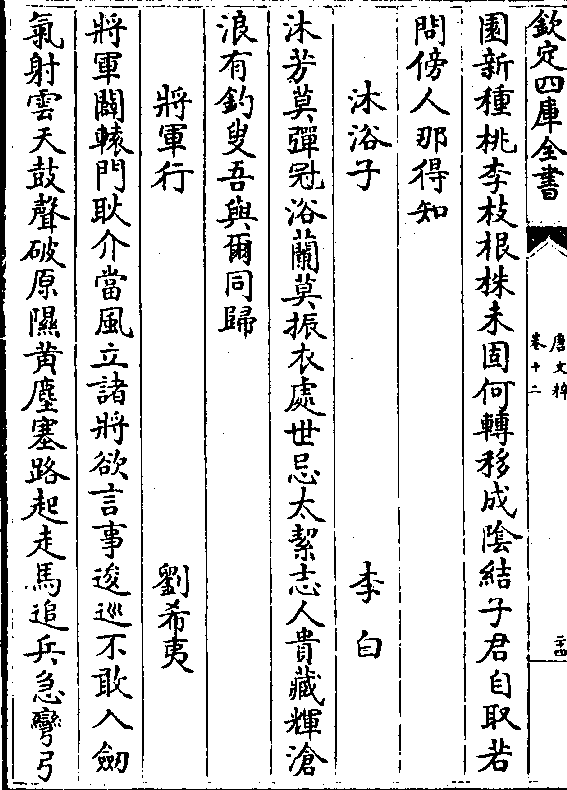 欽定四庫全書
唐文粹
卷十二
二十四
園新種桃李枝根株未固何轉移成陰結子君自取若
問傍人那得知
沐浴子　李白
沐芳莫彈冠浴蘭莫振衣處世忌太絜志人貴藏輝滄
浪有釣叟吾與爾同歸
將軍行　劉希夷
將軍闢轅門耿介當風立諸將欲言事逡巡不敢入劒
氣射雲天鼓聲破原隰黄塵塞路起走馬追兵急彎弓